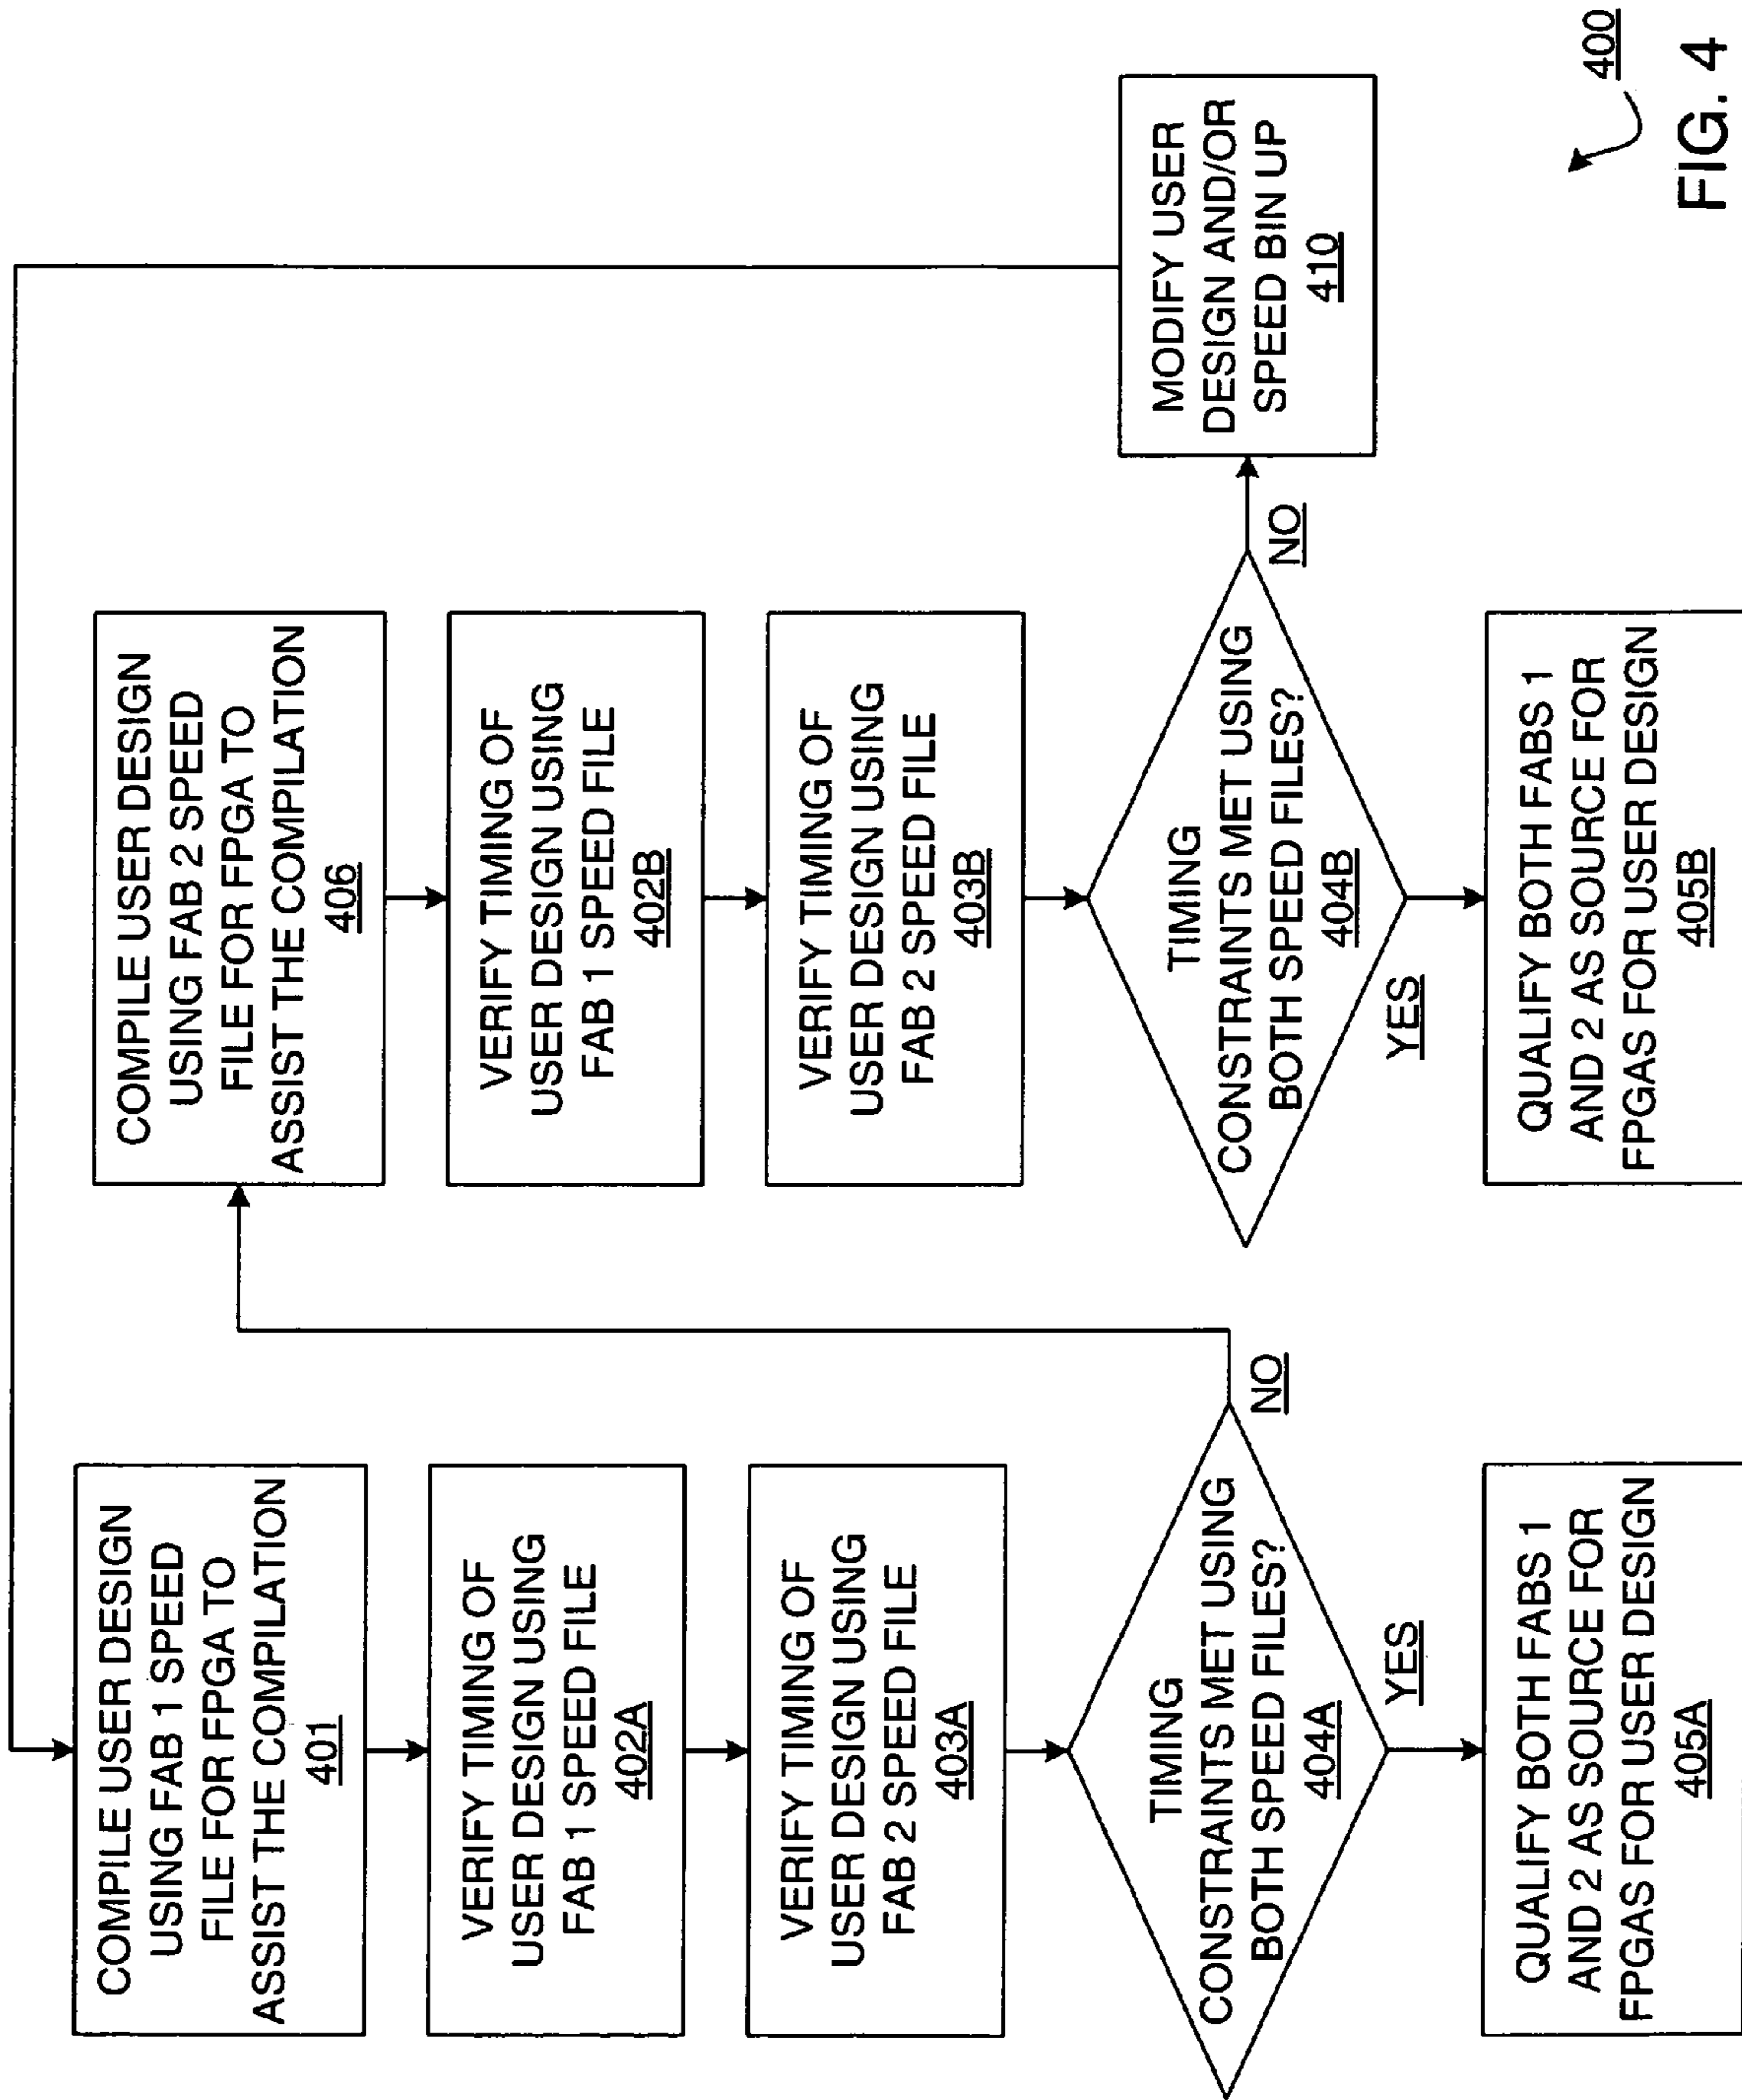 COMPILE USER DESIGN
USING FAB 1 SPEED
FILE FOR FPGA TO
ASSIST THE COMPILATION
401
VERIFY TIMING OF
USER DESIGN USING
FAB 1 SPEED FILE
402A
VERIFY TIMING OF
USER DESIGN USING
FAB 2 SPEED FILE
403A
TIMING
CONSTRAINTS MET USING
BOTH SPEED FILES?
404A
NO
YES
QUALIFY BOTH FABS 1
AND 2 AS SOURCE FOR
FPGAS FOR USER DESIGN
405A
COMPILE USER DESIGN
USING FAB 2 SPEED
FILE FOR FPGA TO
ASSIST THE COMPILATION
406
VERIFY TIMING OF
USER DESIGN USING
FAB 1 SPEED FILE
402B
VERIFY TIMING OF
USER DESIGN USING
FAB 2 SPEED FILE
403B
TIMING
CONSTRAINTS MET USING
BOTH SPEED FILES?
404B
NO
YES
QUALIFY BOTH FABS 1
AND 2 AS SOURCE FOR
FPGAS FOR USER DESIGN
405B
MODIFY USER
DESIGN AND/OR
SPEED BIN UP
410
400
FIG. 4